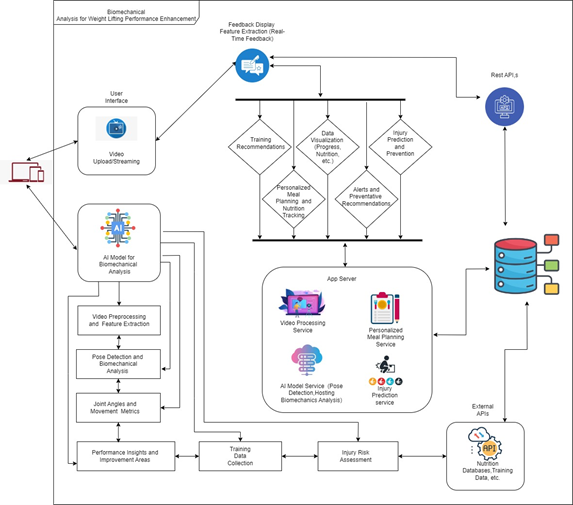 Biomechanical
Analysis for Weight Lifting Performance Enhancement
Feedback Display
Feature Extraction (Real-
Time Feedback)
Rest API,s
API
User
Interface
Video
Upload/Streaming
Training
Recommendations
Data
Visualization
(Progress,
Nutrition,
etc.)
Injury
Prediction
and
Prevention
Personalized
Meal
Planning and
Nutrition
Tracking
Alerts and
Preventative
Recommendations
AI
AI Model for
Biomechanical
Analysis
App Server
Video Processing
Service
Personalized
Meal Planning
Service
AI Model Service (Pose
Detection,Hosting
Biomechanics Analysis)
Injury
Prediction
service
Video Preprocessing
and Feature Extraction
Pose Detection and
Biomechanical
Analysis
Joint Angles and
Movement Metrics
Performance Insights and
Improvement Areas
Training
Data
Collection
Injury Risk
Assessment
External
APIs
API
Nutrition
Databases,Training
Data, etc.